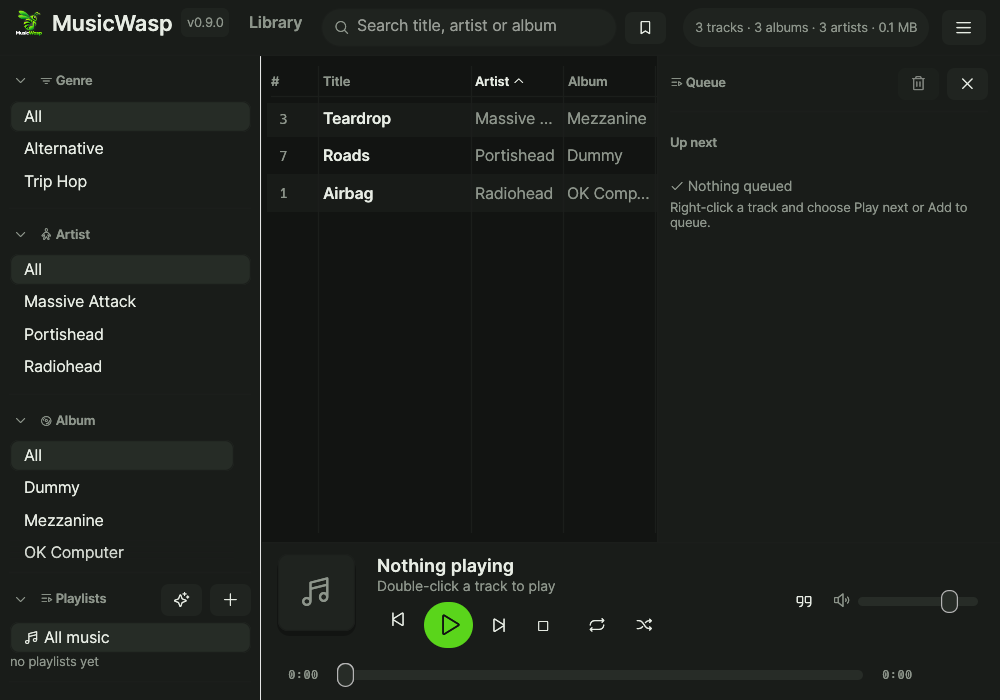 MusicWasp
MusicWasp
v0.9.0
Library
Search title, artist or album
3 tracks · 3 albums · 3 artists · 0.1 MB
Genre
All
Alternative
Trip Hop
Artist
All
Massive Attack
Portishead
Radiohead
Album
All
Dummy
Mezzanine
OK Computer
Playlists
All music
no playlists yet
# Title Artist Album
3 Teardrop Massive ... Mezzanine
7 Roads Portishead Dummy
1 Airbag Radiohead OK Comp...
Queue
Up next
Nothing queued
Right-click a track and choose Play next or Add to
queue.
Nothing playing
Double-click a track to play
0:00
0:00